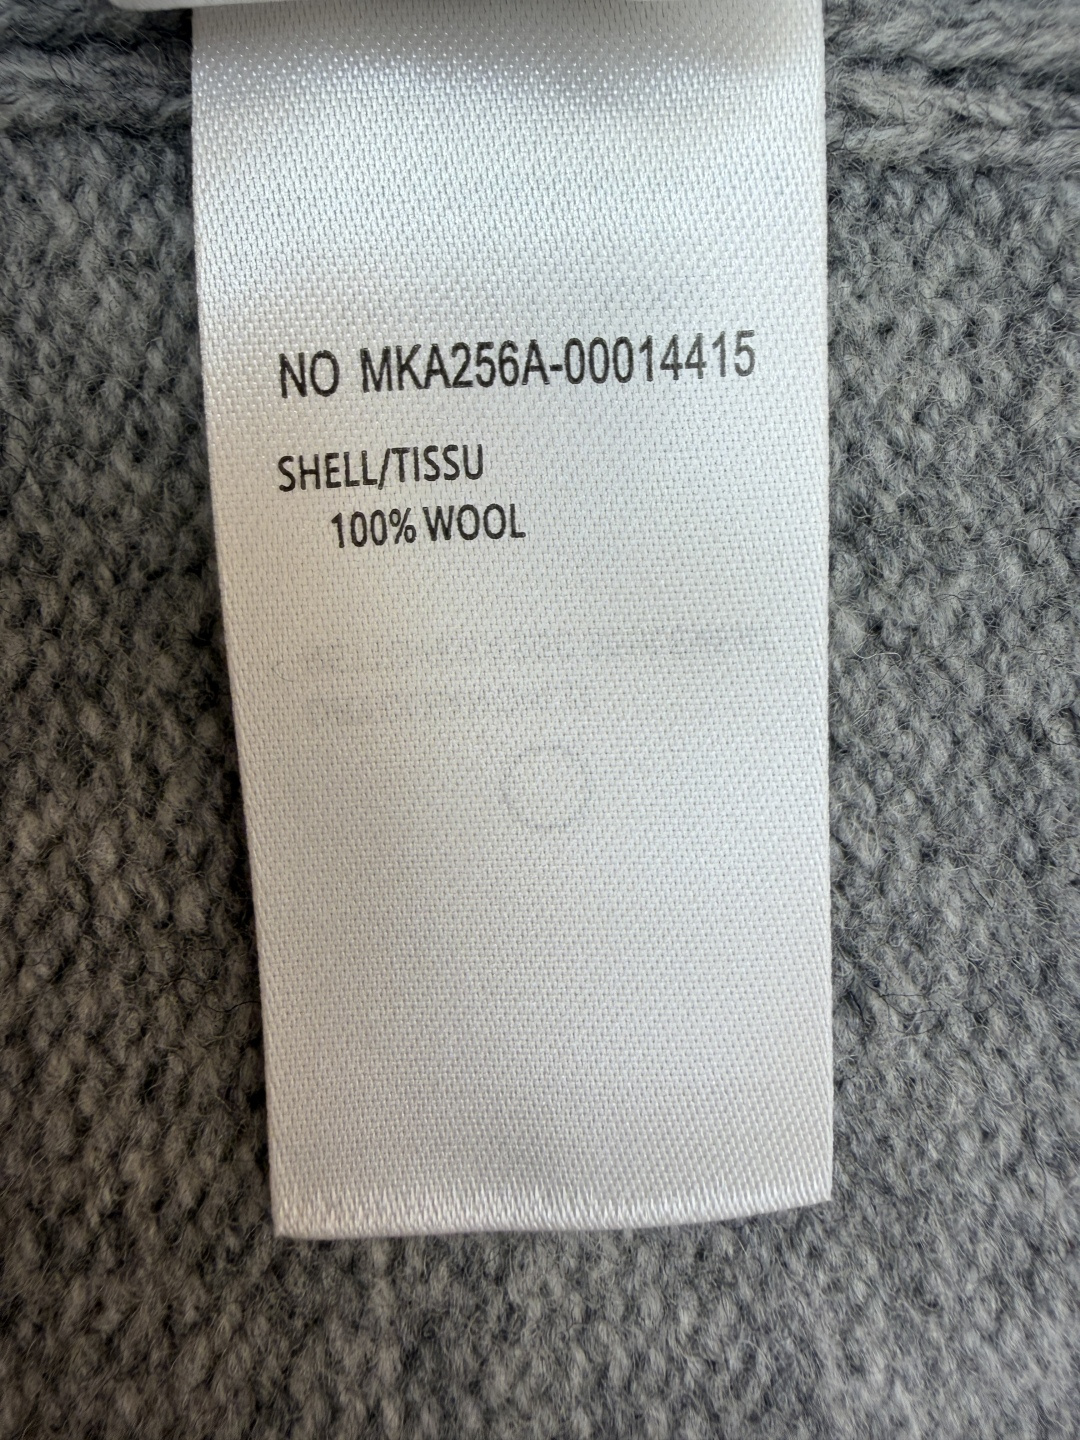 NO MKA256A-00014415
SHELL/TISSU
100% WOOL